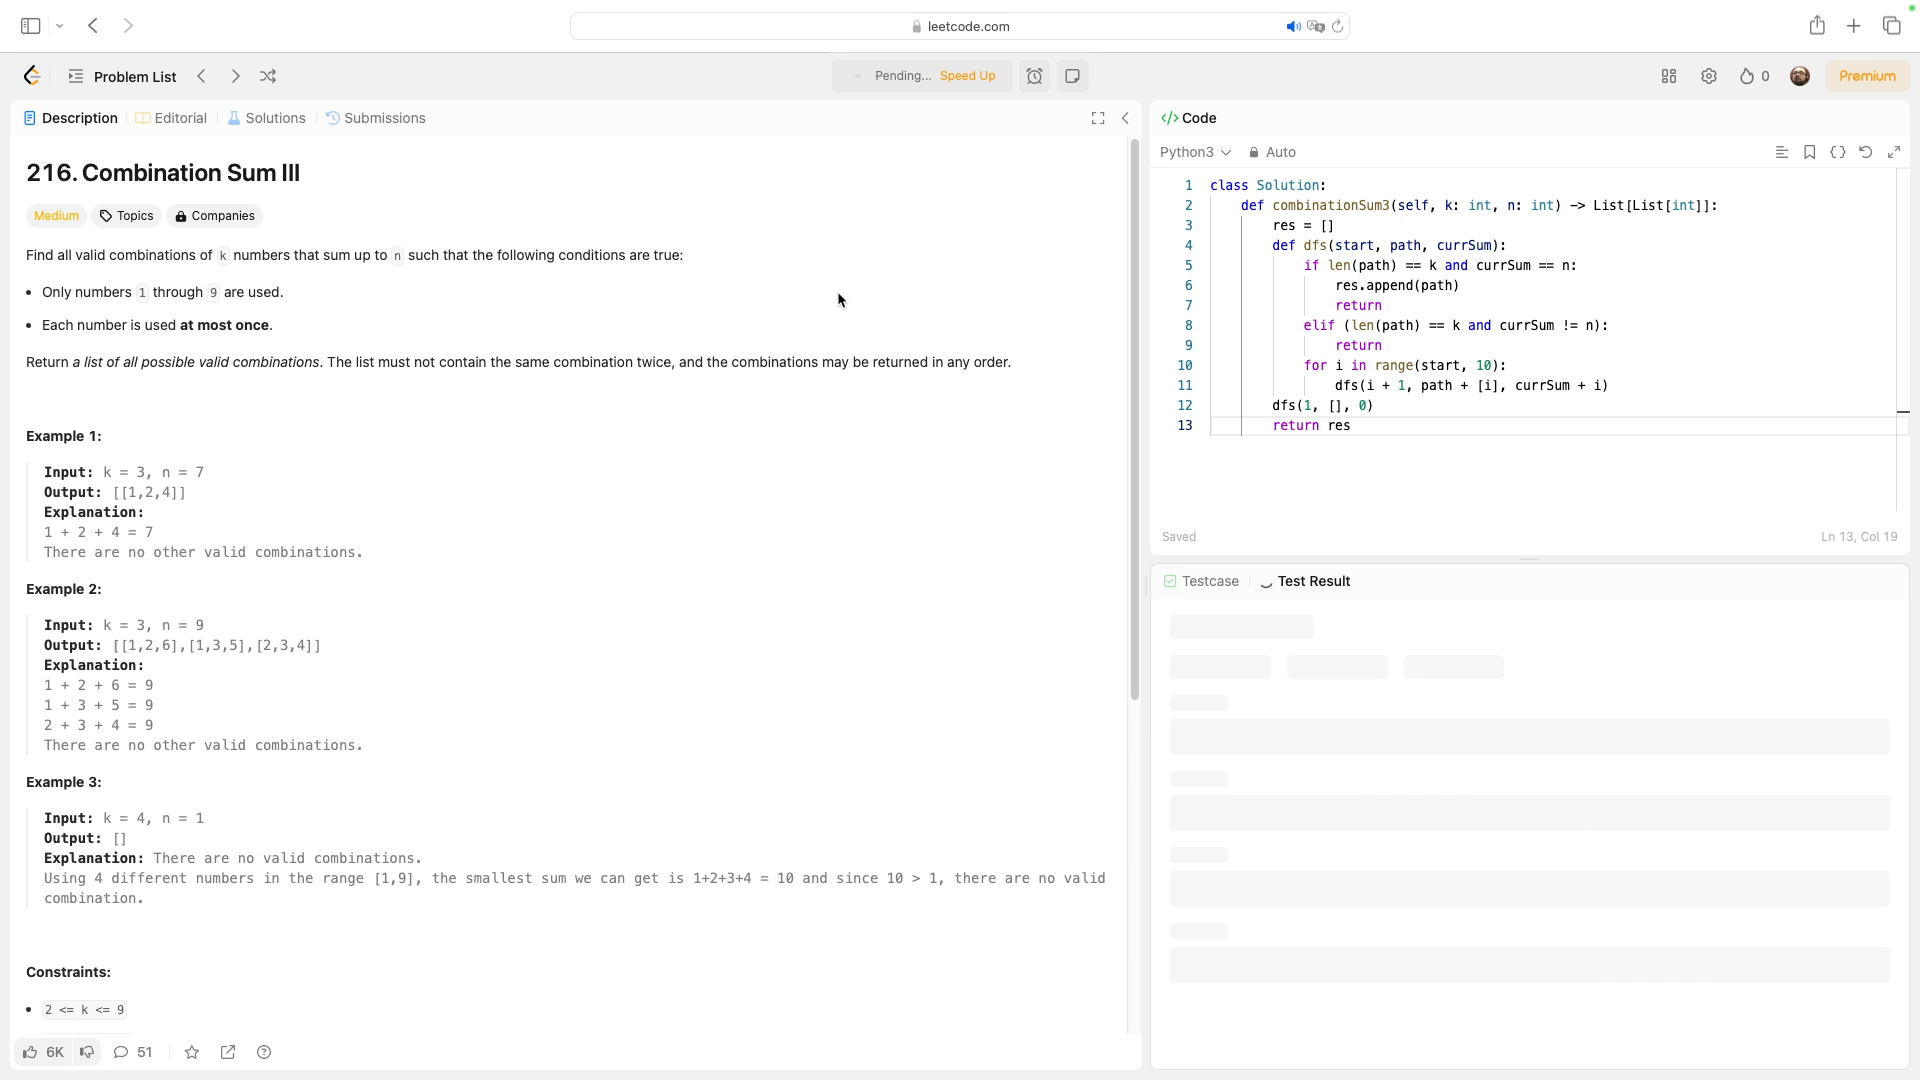 leetcode.com
Problem List
Pending... Speed Up
0
Premium
Description
Editorial
Solutions
Submissions
216. Combination Sum III
Medium
Topics
Companies
Find all valid combinations of k numbers that sum up to n such that the following conditions are true:
• Only numbers 1 through 9 are used.
• Each number is used at most once.
Return a list of all possible valid combinations. The list must not contain the same combination twice, and the combinations may be returned in any order.
Example 1:
Input: k = 3, n = 7
Output: [[1,2,4]]
Explanation:
1 + 2 + 4 = 7
There are no other valid combinations.
Example 2:
Input: k = 3, n = 9
Output: [[1,2,6],[1,3,5],[2,3,4]]
Explanation:
1 + 2 + 6 = 9
1 + 3 + 5 = 9
2 + 3 + 4 = 9
There are no other valid combinations.
Example 3:
Input: k = 4, n = 1
Output: []
Explanation: There are no valid combinations.
Using 4 different numbers in the range [1,9], the smallest sum we can get is 1+2+3+4 = 10 and since 10 > 1, there are no valid
combination.
Constraints:
• 2 <= k <= 9
6K
51
</> Code
Python3
Auto
1 class Solution:
2     def combinationSum3(self, k: int, n: int) -> List[List[int]]:
3         res = []
4         def dfs(start, path, currSum):
5             if len(path) == k and currSum == n:
6                 res.append(path)
7                 return
8             elif (len(path) == k and currSum != n):
9                 return
10             for i in range(start, 10):
11                 dfs(i + 1, path + [i], currSum + i)
12         dfs(1, [], 0)
13         return res
Saved
Ln 13, Col 19
Testcase
Test Result